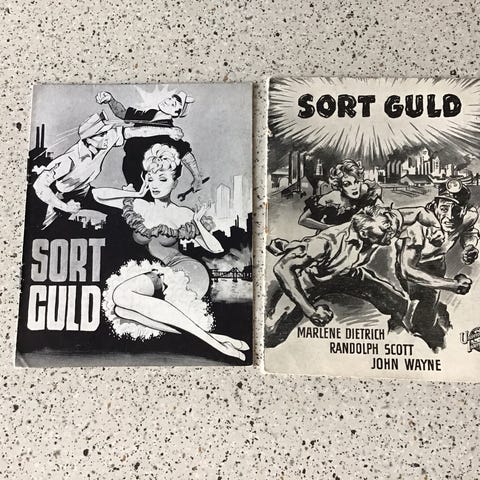 SORT
GULD
SORT GULD
MARLENE DIETRICH
RANDOLPH SCOTT
JOHN WAYNE